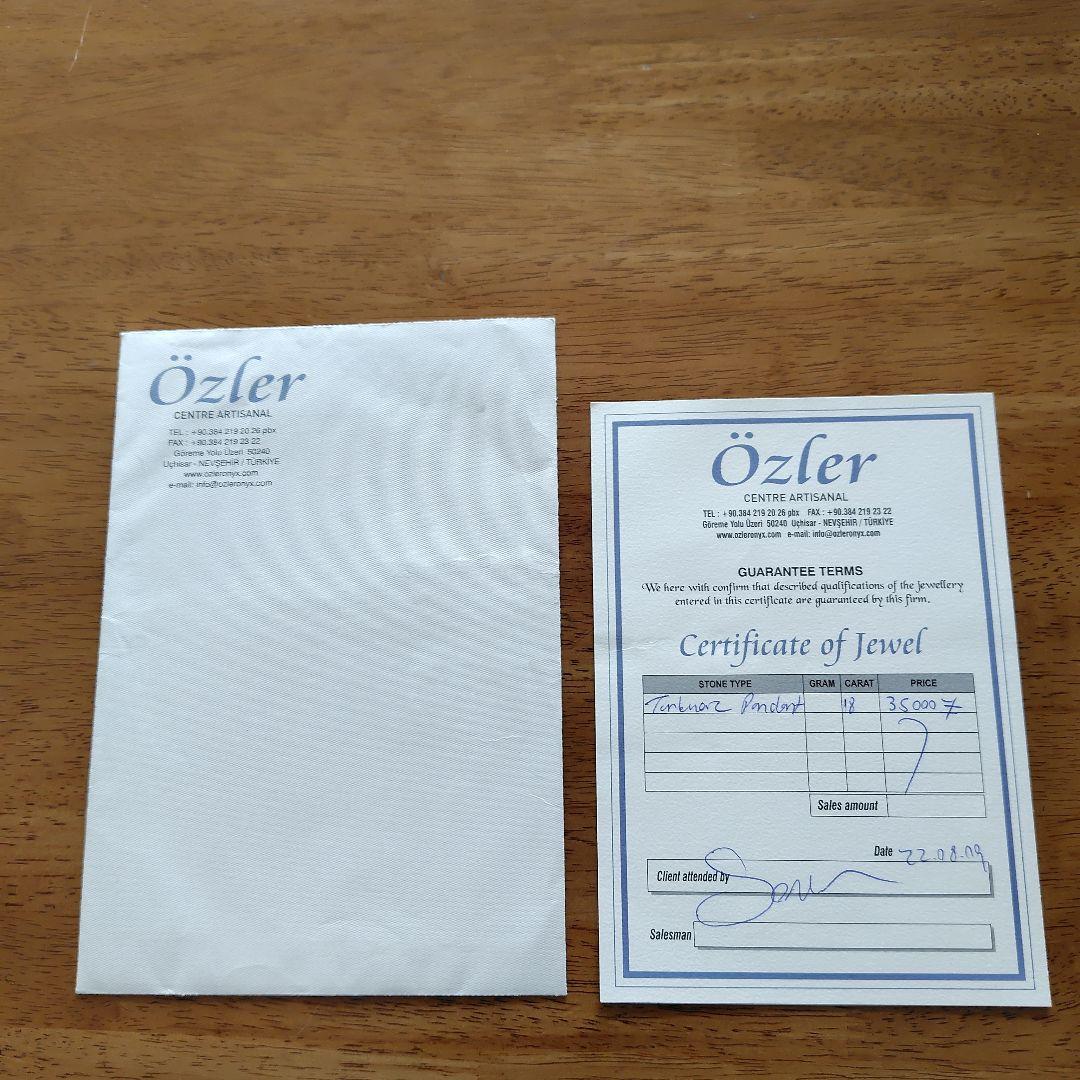 Özler
CENTRE ARTISANAL
TEL : +90.384 219 20 26 pbx
FAX : +90.384 219 23 22
Göreme Yolu Üzeri 50240
Uçhisar - NEVŞEHİR / TÜRKİYE
www.ozleronyx.com
e-mail: info@ozleronyx.com
Özler
CENTRE ARTISANAL
TEL : +90.384 219 20 26 pbx FAX : +90.384 219 23 22
Göreme Yolu Üzeri 50240 Uçhisar - NEVŞEHİR / TÜRKİYE
www.ozleronyx.com e-mail: info@ozleronyx.com
GUARANTEE TERMS
We here with confirm that described qualifications of the jewellery
entered in this certificate are guaranteed by this firm.
Certificate of Jewel
STONE TYPE GRAM CARAT PRICE
Pendant 18 35000
Sales amount
Date 22.08.09
Client attended by
Salesman